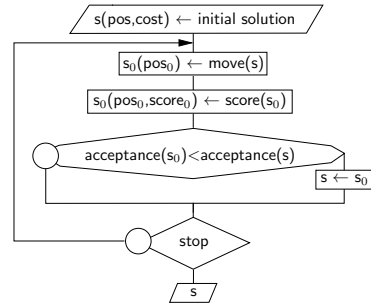 s(pos,cost) ← initial solution
s₀(pos₀) ← move(s)
s₀(pos₀,score₀) ← score(s₀)
acceptance(s₀)<acceptance(s)
s ← s₀
stop
s